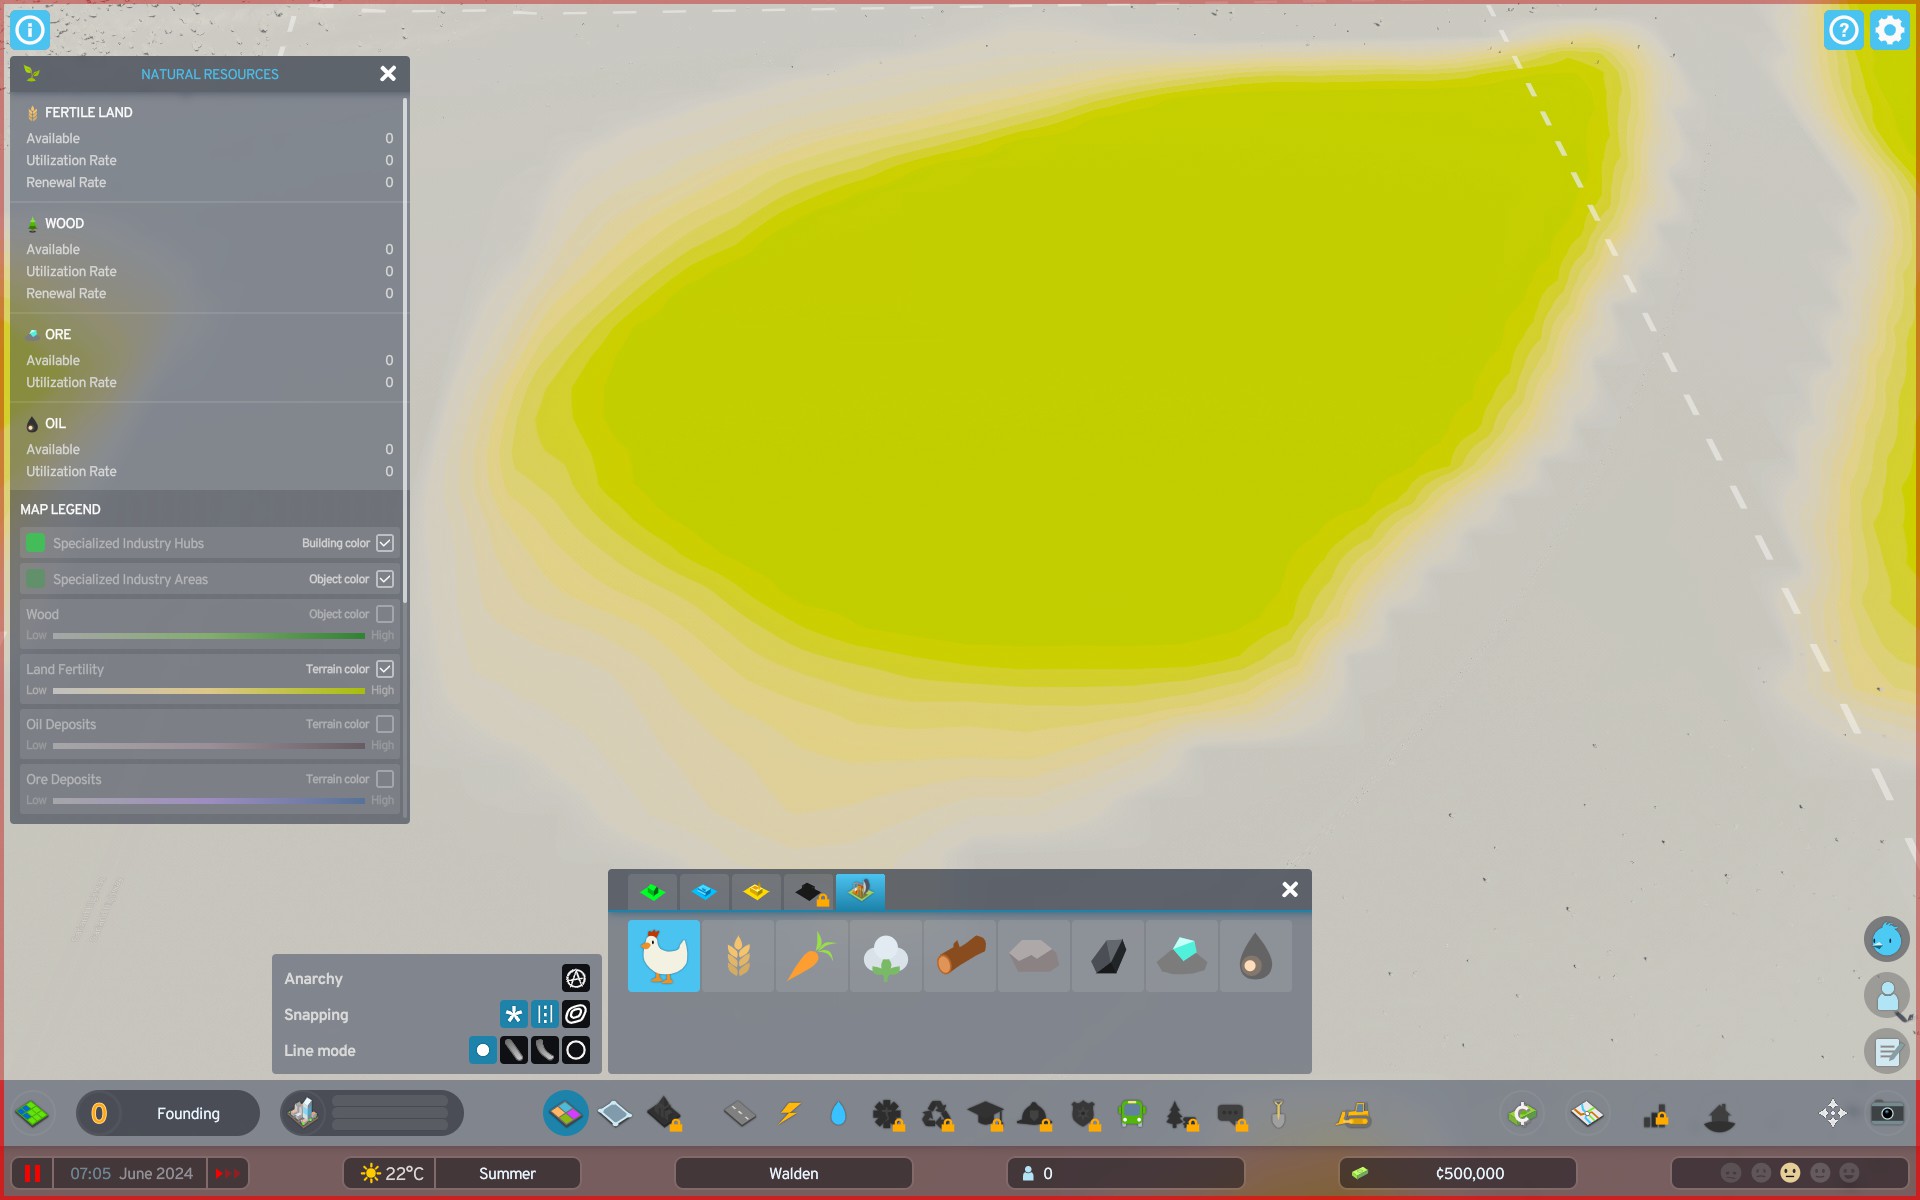 NATURAL RESOURCES
FERTILE LAND
Available 0
Utilization Rate 0
Renewal Rate 0
WOOD
Available 0
Utilization Rate 0
Renewal Rate 0
ORE
Available 0
Utilization Rate 0
OIL
Available 0
Utilization Rate 0
MAP LEGEND
Specialized Industry Hubs Building color
Specialized Industry Areas Object color
Wood Object color
Low High
Land Fertility Terrain color
Low High
Oil Deposits Terrain color
Low High
Ore Deposits Terrain color
Low High
Anarchy
Snapping
Line mode
0 Founding
07:05 June 2024
22°C Summer
Walden
0
¢500,000